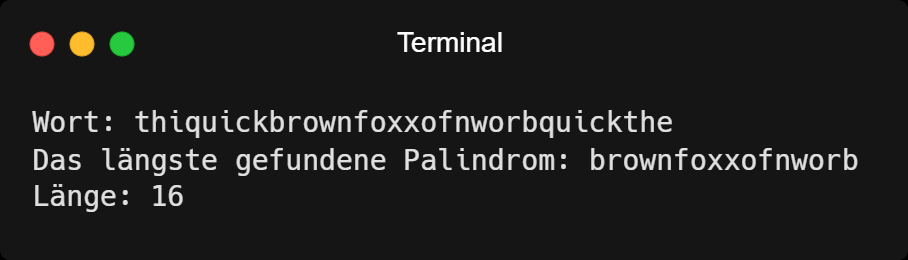 Terminal
Wort: thiquickbrownfoxxofnworbquickthe
Das längste gefundene Palindrom: brownfoxxofnworb
Länge: 16